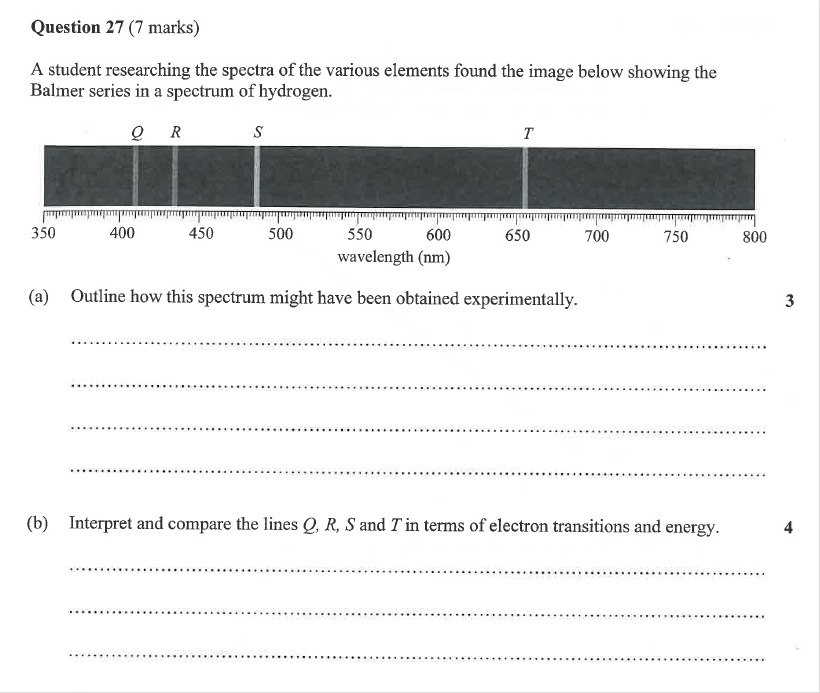 Question 27 (7 marks)
A student researching the spectra of the various elements found the image below showing the
Balmer series in a spectrum of hydrogen.
Q R S T
350 400 450 500 550 600 650 700 750 800
wavelength (nm)
(a) Outline how this spectrum might have been obtained experimentally. 3
(b) Interpret and compare the lines Q, R, S and T in terms of electron transitions and energy. 4